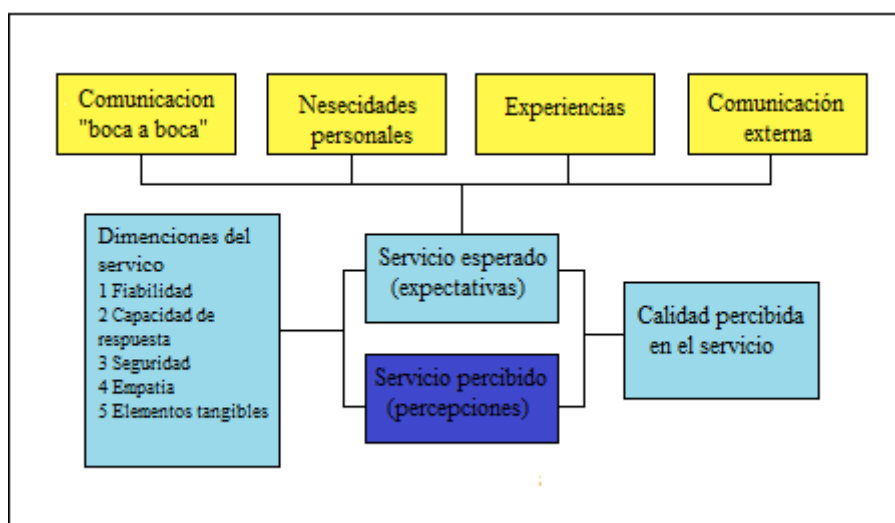 Comunicacion
"boca a boca"
Nesecidades
personales
Experiencias
Comunicación
externa
Dimenciones del
servico
1 Fiabilidad
2 Capacidad de
respuesta
3 Seguridad
4 Empatia
5 Elementos tangibles
Servicio esperado
(expectativas)
Servicio percibido
(percepciones)
Calidad percibida
en el servicio